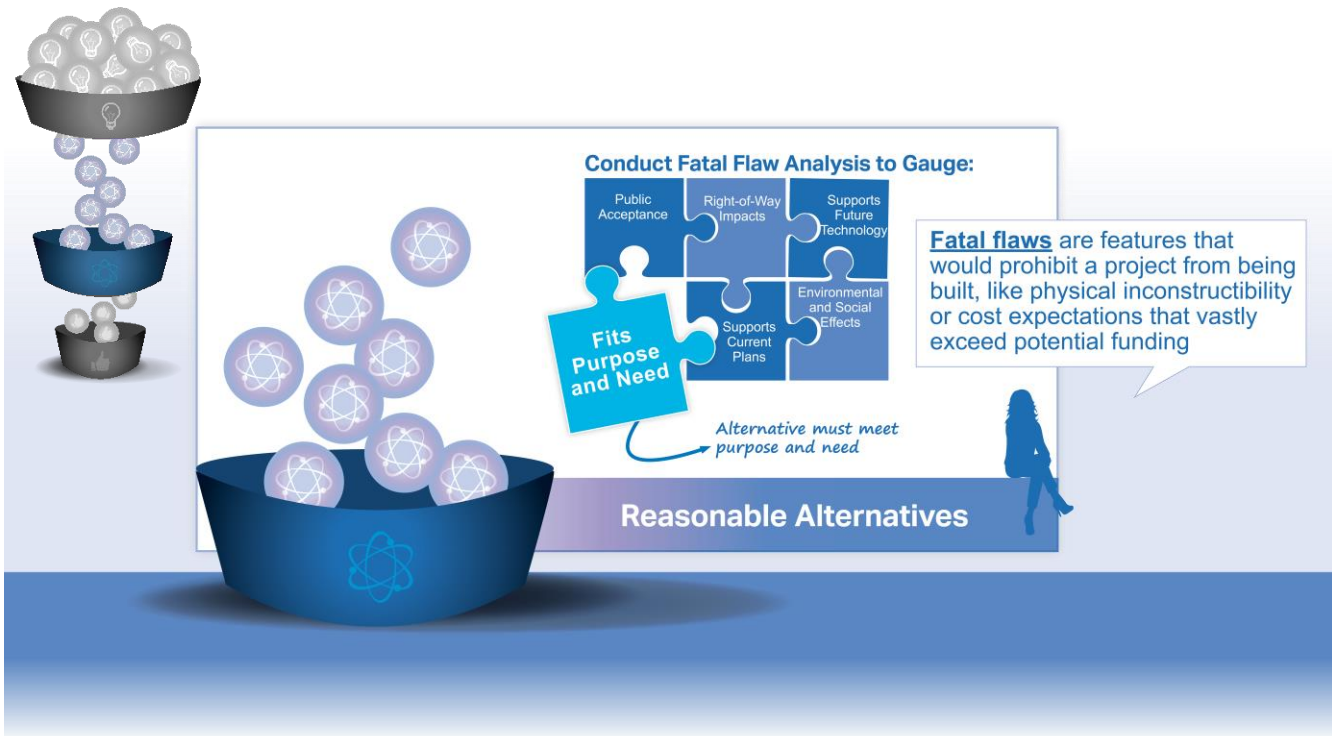 Conduct Fatal Flaw Analysis to Gauge:
Public
Acceptance
Right-of-Way
Impacts
Supports
Future
Technology
Fits
Purpose
and Need
Supports
Current
Plans
Environmental
and Social
Effects
Alternative must meet
purpose and need
Fatal flaws are features that
would prohibit a project from being
built, like physical inconstructibility
or cost expectations that vastly
exceed potential funding
Reasonable Alternatives